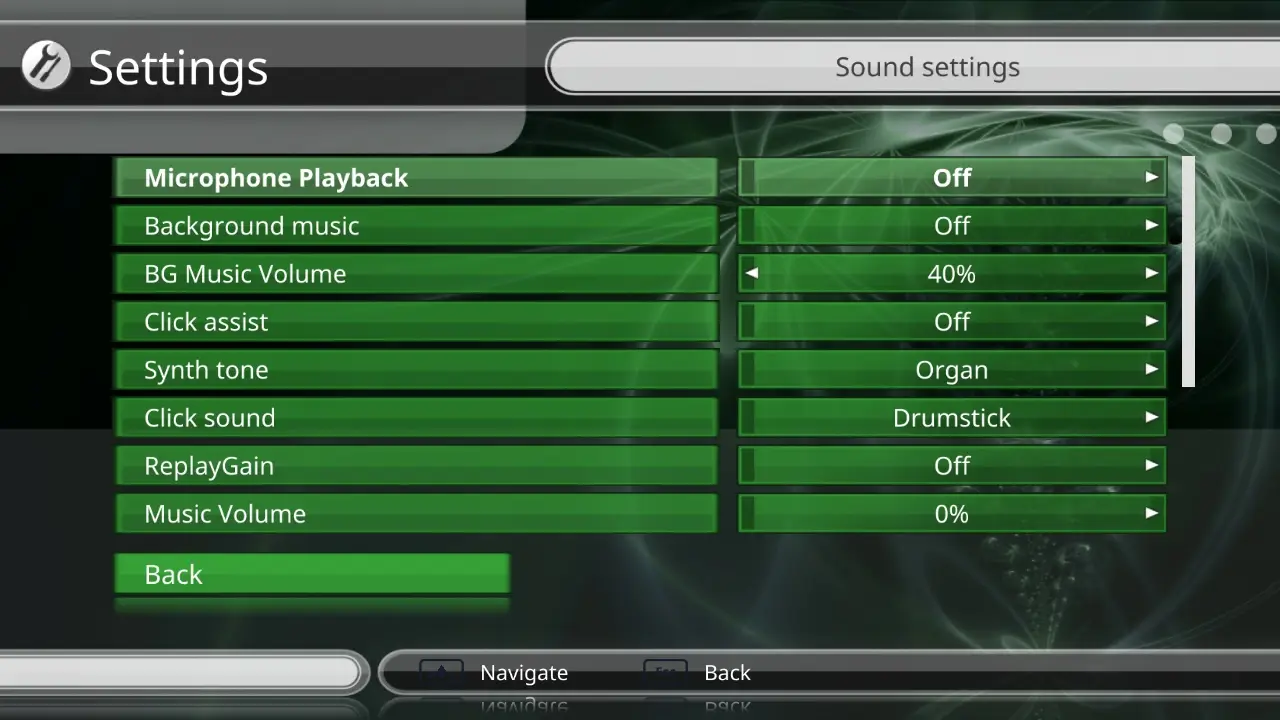 Settings
Sound settings
Microphone Playback Off
Background music Off
BG Music Volume 40%
Click assist Off
Synth tone Organ
Click sound Drumstick
ReplayGain Off
Music Volume 0%
Back
Navigate Esc Back